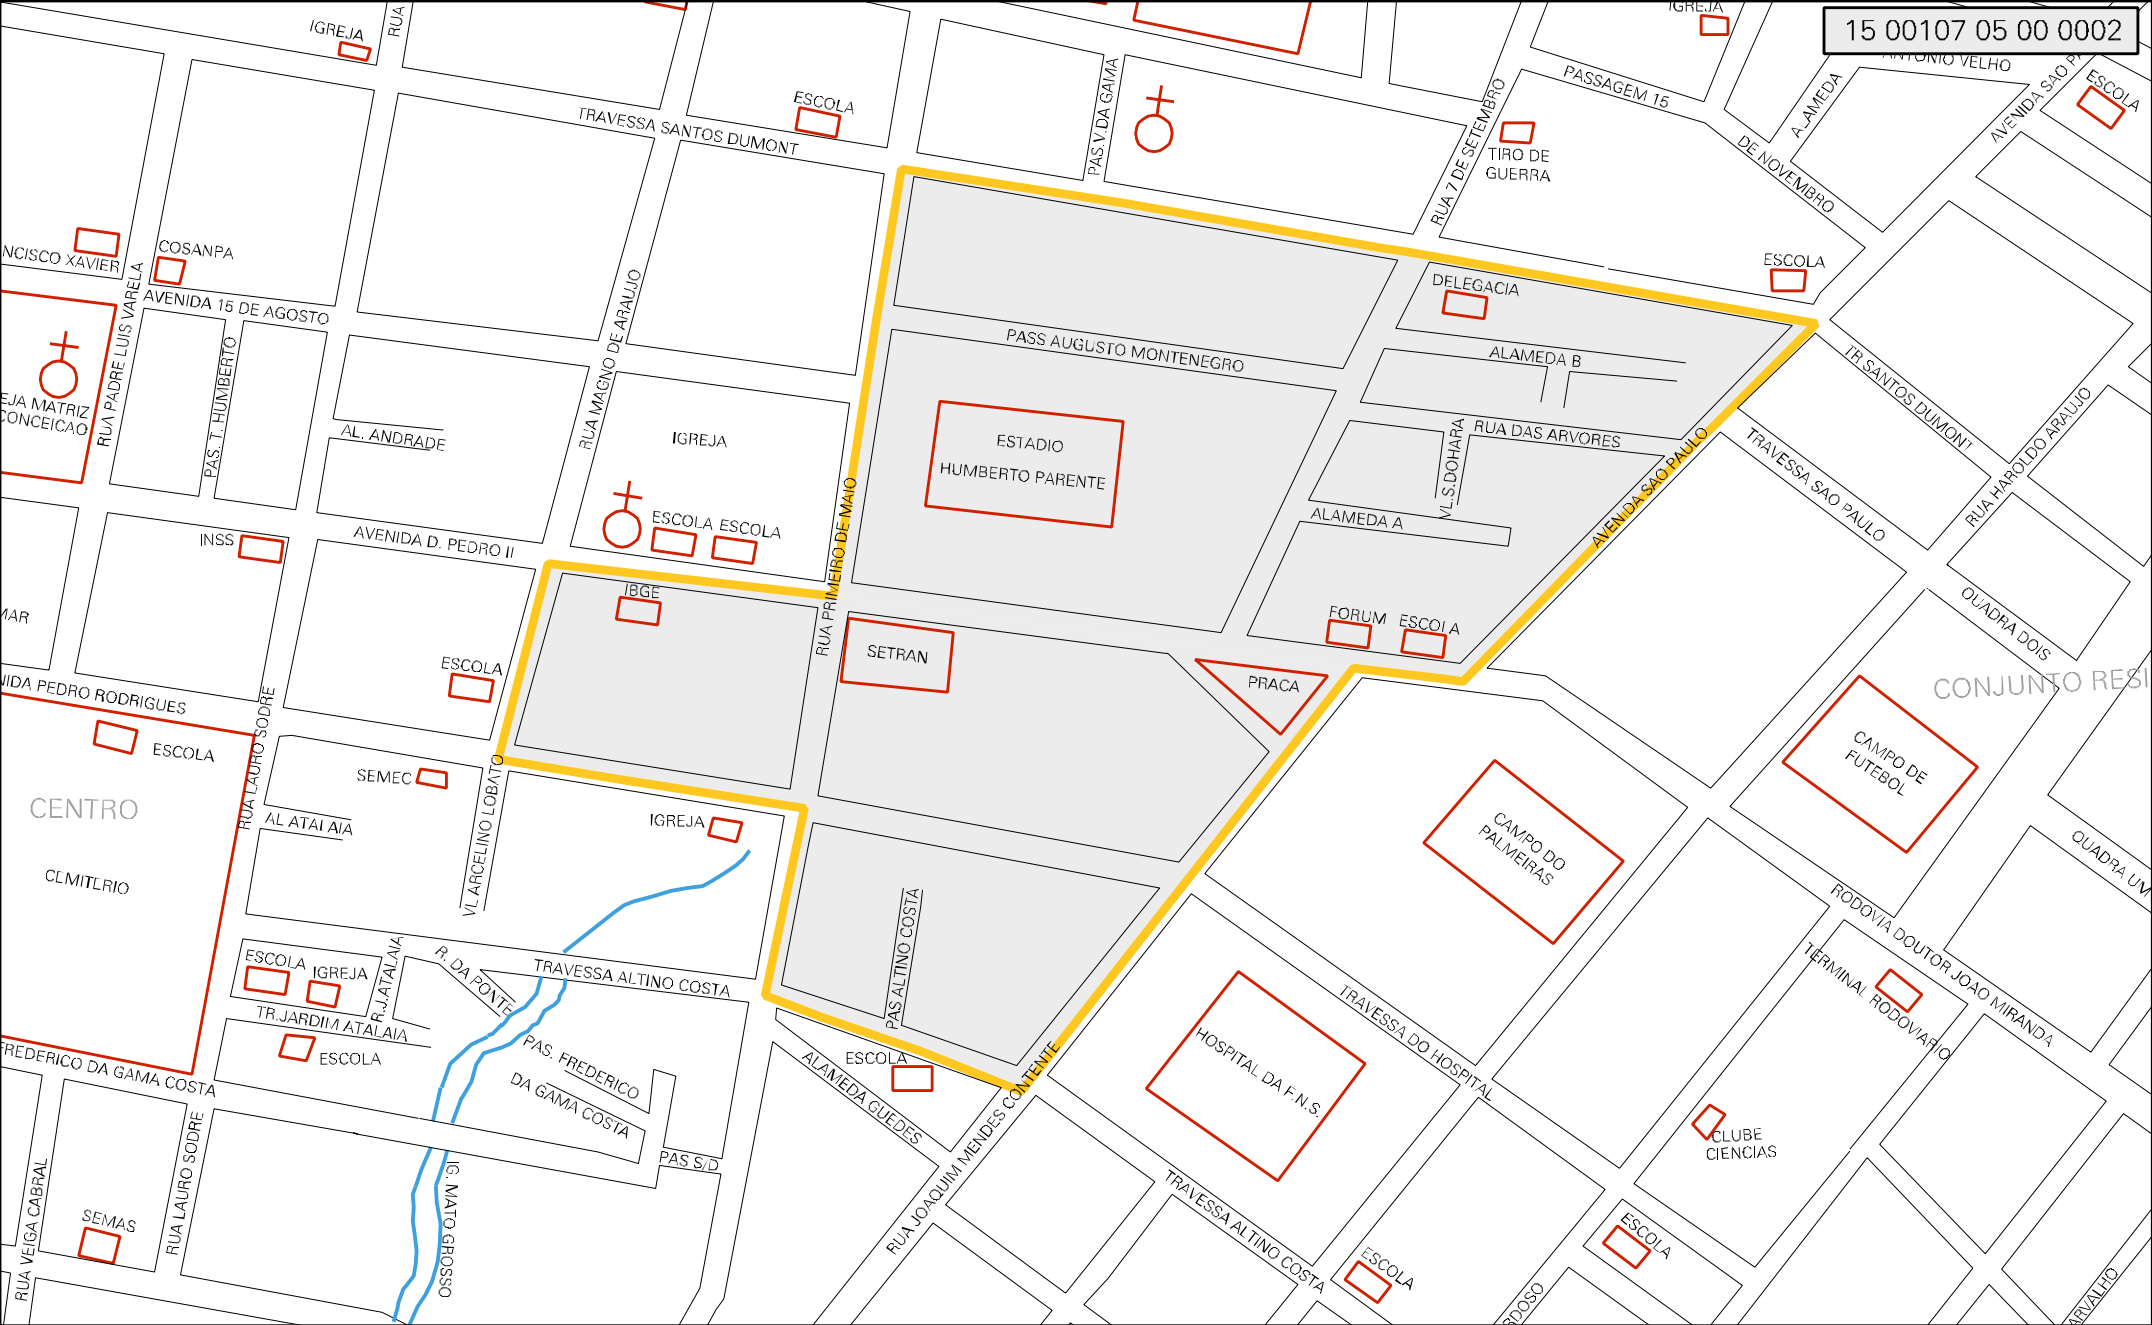 IGREJA
RUA
IGREJA
15 00107 05 00 0002
ANTONIO VELHO
ESCOLA
TRAVESSA SANTOS DUMONT
PAS.V.DA GAMA
RUA 7 DE SETEMBRO
PASSAGEM 15
DE NOVEMBRO
ALAMEDA
AVENIDA SAO
ESCOLA
TIRO DE
GUERRA
NCISCO XAVIER
COSANPA
AVENIDA 15 DE AGOSTO
RUA PADRE LUIS VARELA
PAS. T. HUMBERTO
RUA MAGNO DE ARAUJO
ESCOLA
DELEGACIA
PASS AUGUSTO MONTENEGRO
ALAMEDA B
TR SANTOS DUMONT
EJA MATRIZ
CONCEICAO
AL. ANDRADE
IGREJA
ESTADIO
HUMBERTO PARENTE
RUA DAS ARVORES
VL.S.DOHARA
AVENIDA SAO PAULO
TRAVESSA SAO PAULO
RUA HAROLDO ARAUJO
ALAMEDA A
ESCOLA ESCOLA
RUA PRIMEIRO DE MAIO
INSS
AVENIDA D. PEDRO II
IBGE
FORUM
ESCOLA
QUADRA DOIS
MAR
SETRAN
PRACA
CONJUNTO RESI
ESCOLA
NIDA PEDRO RODRIGUES
RUA LAURO SODRE
ESCOLA
SEMEC
VL. ARCELINO LOBATO
CAMPO DE
FUTEBOL
CENTRO
AL ATALAIA
IGREJA
CAMPO DO
PALMEIRAS
QUADRA UM
CEMITERIO
PAS ALTINO COSTA
RODOVIA DOUTOR JOAO MIRANDA
TERMINAL RODOVIARIO
ESCOLA
IGREJA
R.J.ATALAIA
R. DA PONTE
TRAVESSA ALTINO COSTA
TR.JARDIM ATALAIA
ESCOLA
TRAVESSA DO HOSPITAL
HOSPITAL DA F.N.S.
FREDERICO DA GAMA COSTA
PAS. FREDERICO
DA GAMA COSTA
ESCOLA
ALAMEDA GUEDES
RUA JOAQUIM MENDES CONTENTE
CLUBE
CIENCIAS
PAS S/D
RUA VEIGA CABRAL
RUA LAURO SODRE
SEMAS
IG. MATO GROSSO
TRAVESSA ALTINO COSTA
ESCOLA
ESCOLA
RDOSO
ARVALHO